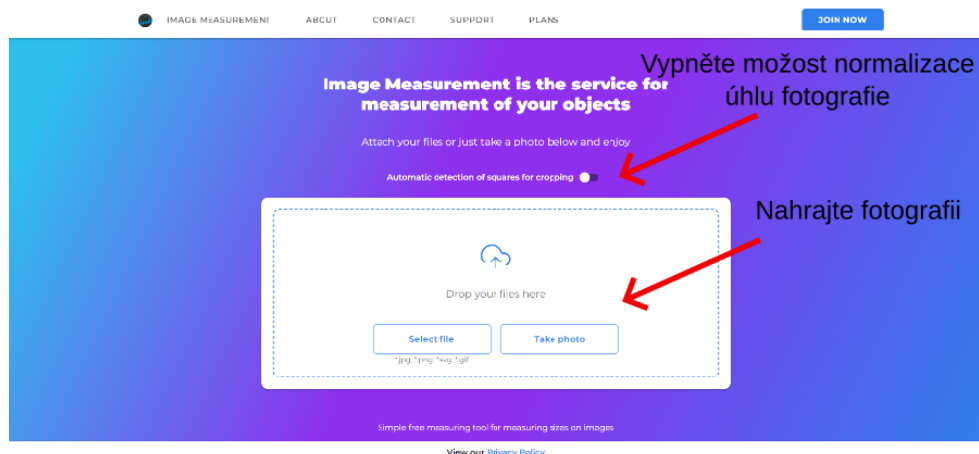 IMAGE MEASUREMENT ABOUT CONTACT SUPPORT PLANS JOIN NOW
Vypněte možost normalizace
úhlu fotografie
Image Measurement is the service for
measurement of your objects
Attach your files or just take a photo below and enjoy
Automatic detection of squares for cropping
Nahrajte fotografii
Drop your files here
Select file Take photo
*.jpg, *.png, *.svg, *.gif
Simple free measuring tool for measuring sizes on images
View our Privacy Policy